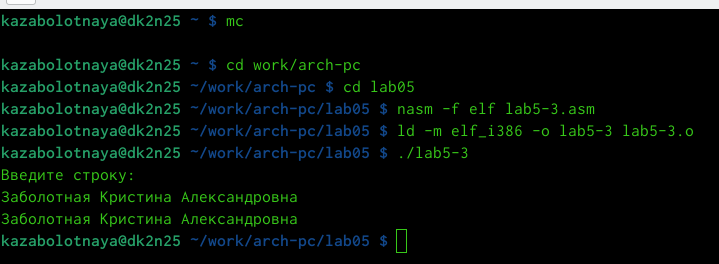 kazabolotnaya@dk2n25 ~ $ mc
kazabolotnaya@dk2n25 ~ $ cd work/arch-pc
kazabolotnaya@dk2n25 ~/work/arch-pc $ cd lab05
kazabolotnaya@dk2n25 ~/work/arch-pc/lab05 $ nasm -f elf lab5-3.asm
kazabolotnaya@dk2n25 ~/work/arch-pc/lab05 $ ld -m elf_i386 -o lab5-3 lab5-3.o
kazabolotnaya@dk2n25 ~/work/arch-pc/lab05 $ ./lab5-3
Введите строку:
Заболотная Кристина Александровна
Заболотная Кристина Александровна
kazabolotnaya@dk2n25 ~/work/arch-pc/lab05 $